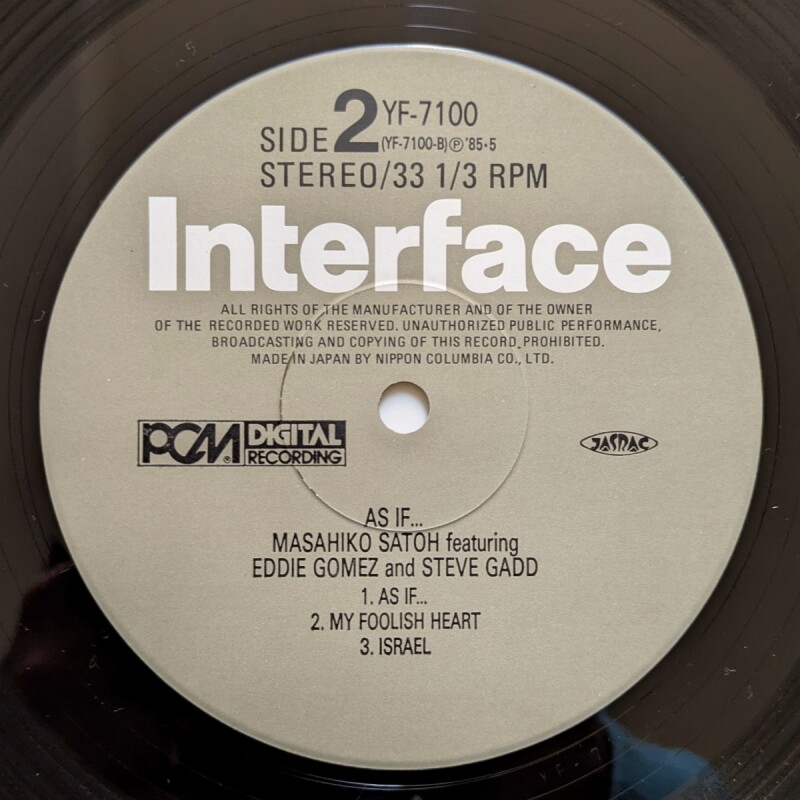 SIDE 2 YF-7100
(YF-7100-B) Ⓟ '85・5
STEREO/33 1/3 RPM
Interface
ALL RIGHTS OF THE MANUFACTURER AND OF THE OWNER
OF THE RECORDED WORK RESERVED. UNAUTHORIZED PUBLIC PERFORMANCE,
BROADCASTING AND COPYING OF THIS RECORD PROHIBITED.
MADE IN JAPAN BY NIPPON COLUMBIA CO., LTD.
PCM DIGITAL
RECORDING
JASRAC
AS IF...
MASAHIKO SATOH featuring
EDDIE GOMEZ and STEVE GADD
1. AS IF...
2. MY FOOLISH HEART
3. ISRAEL